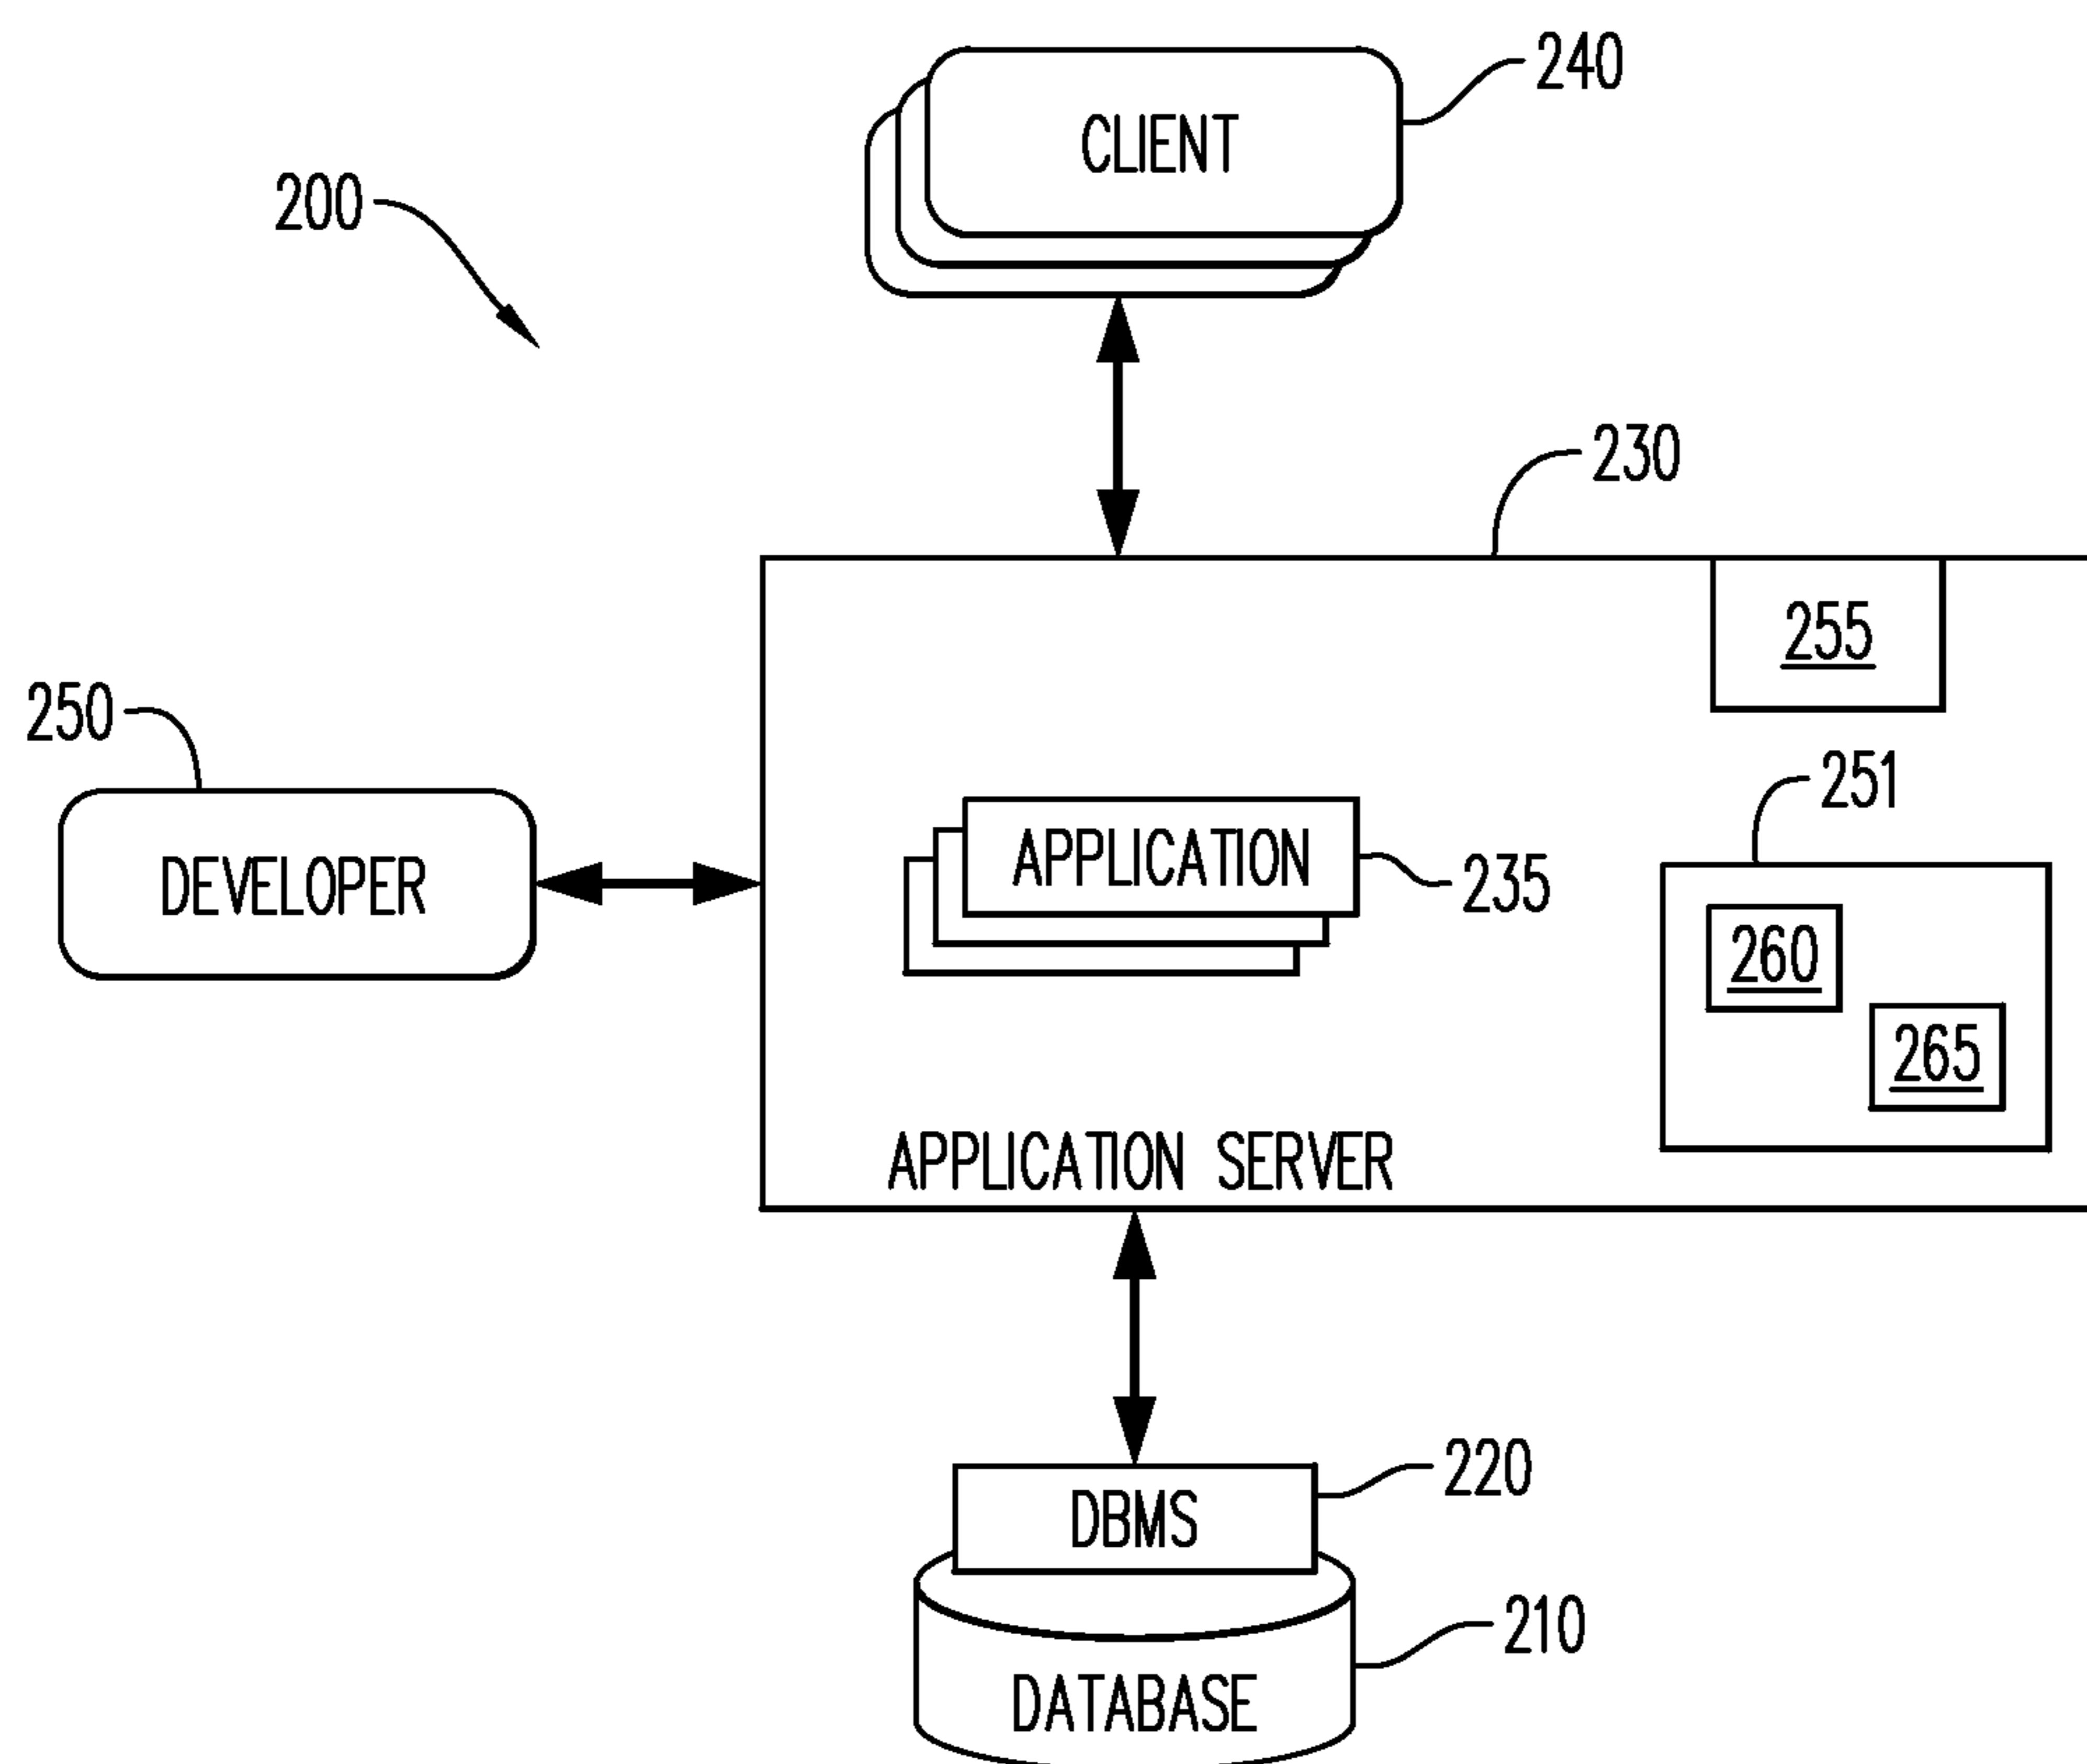 240
CLIENT
200
230
255
250
251
APPLICATION
235
DEVELOPER
260
265
APPLICATION SERVER
220
DBMS
210
DATABASE